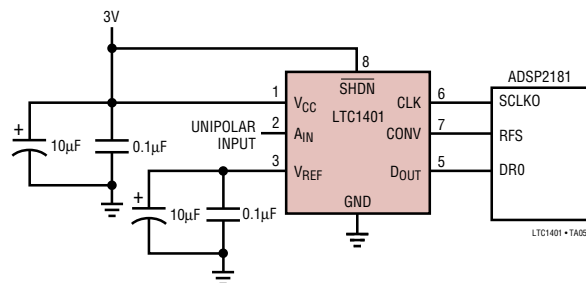 3V
8
SHDN
ADSP2181
1
VCC
LTC1401
CLK
6
SCLKO
+
10µF
0.1µF
UNIPOLAR
INPUT
2
AIN
CONV
7
RFS
3
VREF
DOUT
5
DR0
+
10µF
0.1µF
GND
LTC1401 • TA05